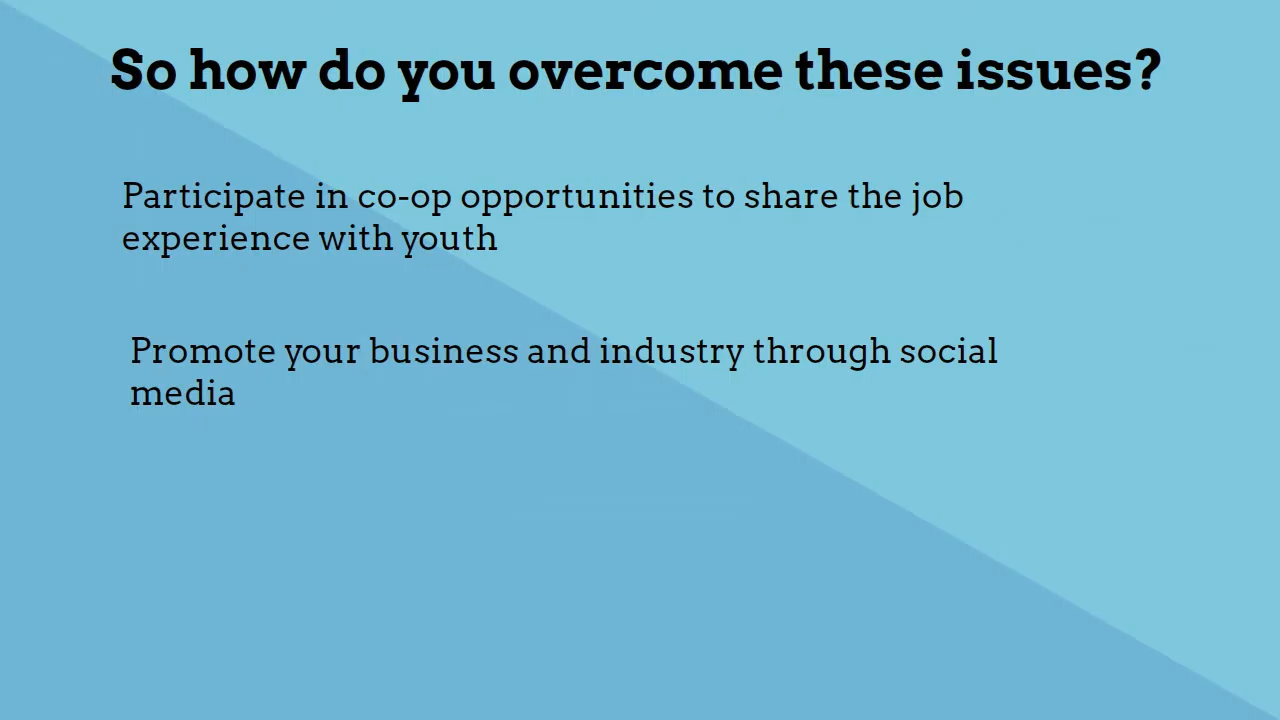 So how do you overcome these issues?
Participate in co-op opportunities to share the job
experience with youth
Promote your business and industry through social
media